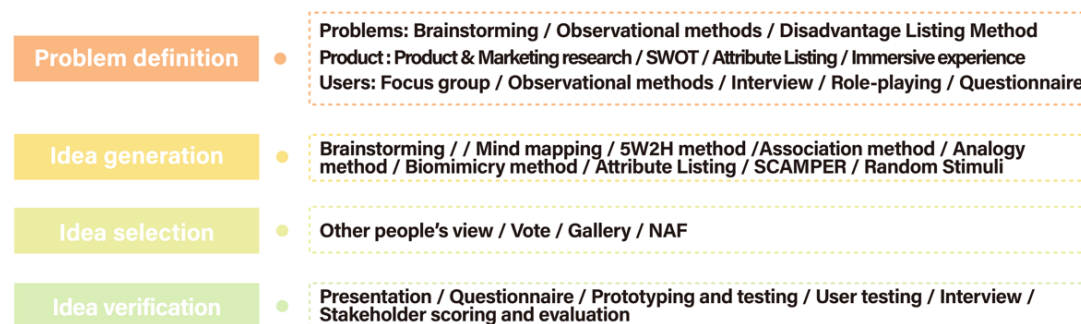 Problem definition
Problems: Brainstorming / Observational methods / Disadvantage Listing Method
Product : Product & Marketing research / SWOT / Attribute Listing / Immersive experience
Users: Focus group / Observational methods / Interview / Role-playing / Questionnaire
Idea generation
Brainstorming / / Mind mapping / 5W2H method /Association method / Analogy
method / Biomimicry method / Attribute Listing / SCAMPER / Random Stimuli
Idea selection
Other people's view / Vote / Gallery / NAF
Idea verification
Presentation / Questionnaire / Prototyping and testing / User testing / Interview /
Stakeholder scoring and evaluation